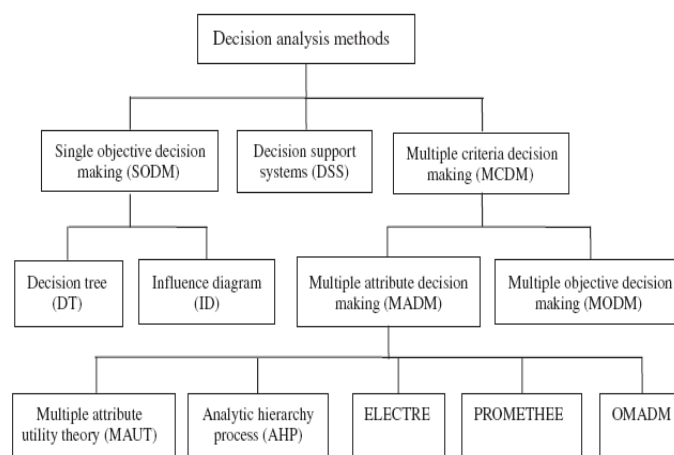 Decision analysis methods
Single objective decision
making (SODM)
Decision support
systems (DSS)
Multiple criteria decision
making (MCDM)
Decision tree
(DT)
Influence diagram
(ID)
Multiple attribute decision
making (MADM)
Multiple objective decision
making (MODM)
Multiple attribute
utility theory (MAUT)
Analytic hierarchy
process (AHP)
ELECTRE
PROMETHEE
OMADM